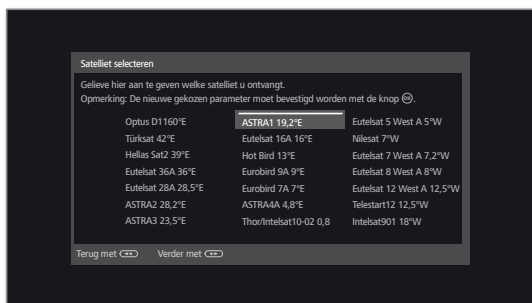 Satelliet selecteren
Gelieve hier aan te geven welke satelliet u ontvangt.
Opmerking: De nieuwe gekozen parameter moet bevestigd worden met de knop OK.
Optus D1160°E ASTRA1 19,2°E Eutelsat 5 West A 5°W
Türksat 42°E Eutelsat 16A 16°E Nilesat 7°W
Hellas Sat2 39°E Hot Bird 13°E Eutelsat 7 West A 7,2°W
Eutelsat 36A 36°E Eurobird 9A 9°E Eutelsat 8 West A 8°W
Eutelsat 28A 28,5°E Eurobird 7A 7°E Eutelsat 12 West A 12,5°W
ASTRA2 28,2°E ASTRA4A 4,8°E Telestart12 12,5°W
ASTRA3 23,5°E Thor/Intelsat10-02 0,8 Intelsat901 18°W
Terug met Verder met